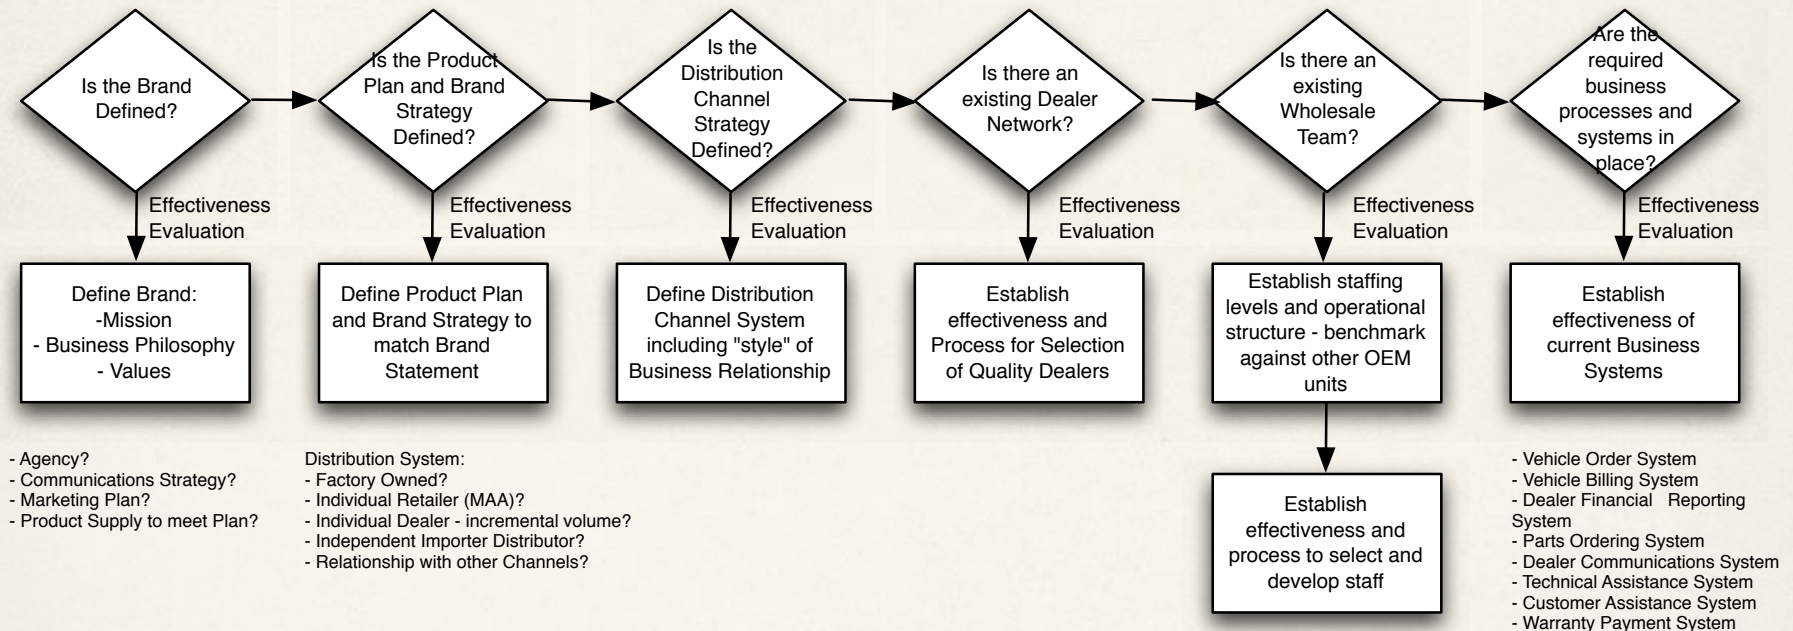 Is the Brand
Defined?
Is the Product
Plan and Brand
Strategy
Defined?
Is the
Distribution
Channel
Strategy
Defined?
Is there an
existing Dealer
Network?
Is there an
existing
Wholesale
Team?
Are the
required
business
processes and
systems in
place?
Effectiveness
Evaluation
Effectiveness
Evaluation
Effectiveness
Evaluation
Effectiveness
Evaluation
Effectiveness
Evaluation
Effectiveness
Evaluation
Define Brand:
-Mission
- Business Philosophy
- Values
Define Product Plan
and Brand Strategy to
match Brand
Statement
Define Distribution
Channel System
including "style" of
Business Relationship
Establish
effectiveness and
Process for Selection
of Quality Dealers
Establish staffing
levels and operational
structure - benchmark
against other OEM
units
Establish
effectiveness of
current Business
Systems
- Agency?
- Communications Strategy?
- Marketing Plan?
- Product Supply to meet Plan?
Distribution System:
- Factory Owned?
- Individual Retailer (MAA)?
- Individual Dealer - incremental volume?
- Independent Importer Distributor?
- Relationship with other Channels?
Establish
effectiveness and
process to select and
develop staff
- Vehicle Order System
- Vehicle Billing System
- Dealer Financial Reporting
System
- Parts Ordering System
- Dealer Communications System
- Technical Assistance System
- Customer Assistance System
- Warranty Payment System